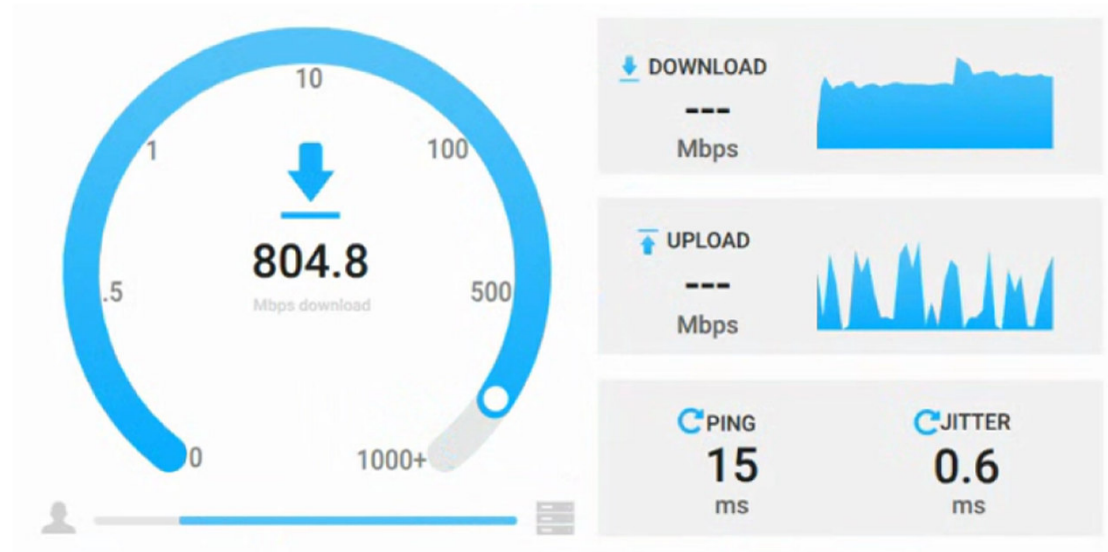 10
1
100
804.8
Mbps download
.5
500
0
1000+
DOWNLOAD
---
Mbps
UPLOAD
---
Mbps
PING
15
ms
JITTER
0.6
ms